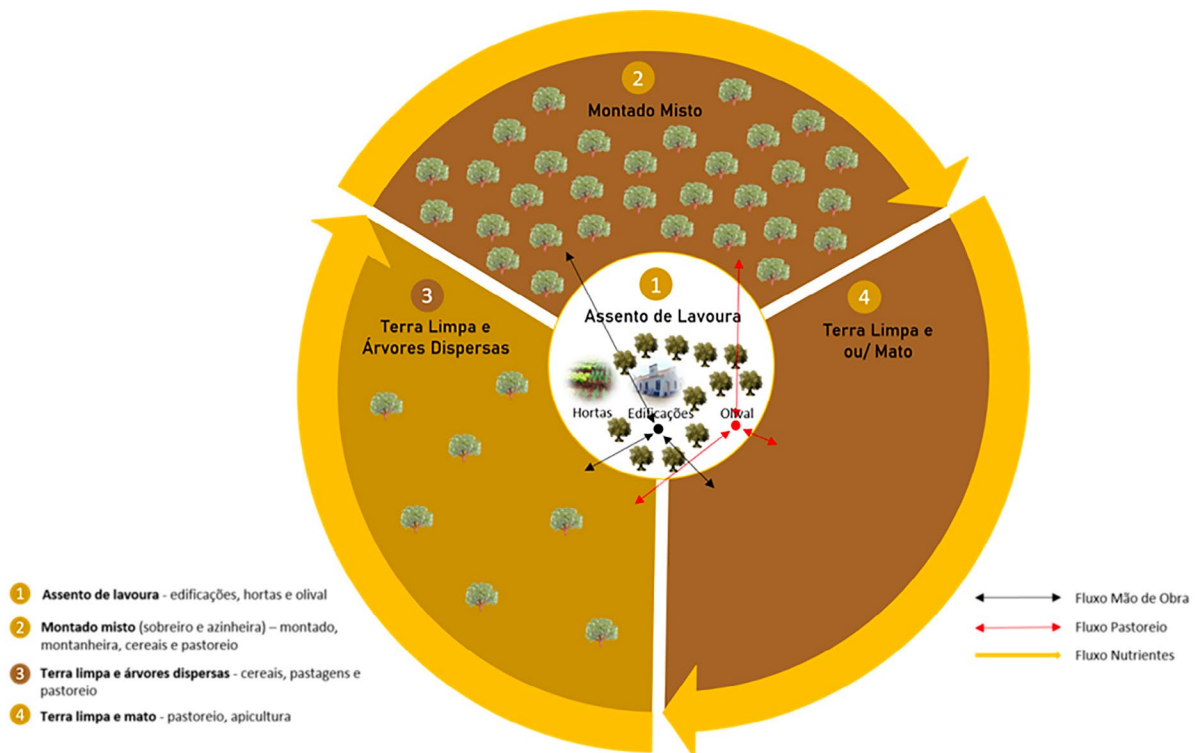 2
Montado Misto
1
Assento de Lavoura
Hortas
Edificações
Olival
3
Terra Limpa e
Árvores Dispersas
4
Terra Limpa e
ou/ Mato
1 Assento de lavoura - edificações, hortas e olival
2 Montado misto (sobreiro e azinheira) – montado,
montanheira, cereais e pastoreio
3 Terra limpa e árvores dispersas - cereais, pastagens e
pastoreio
4 Terra limpa e mato - pastoreio, apicultura
Fluxo Mão de Obra
Fluxo Pastoreio
Fluxo Nutrientes